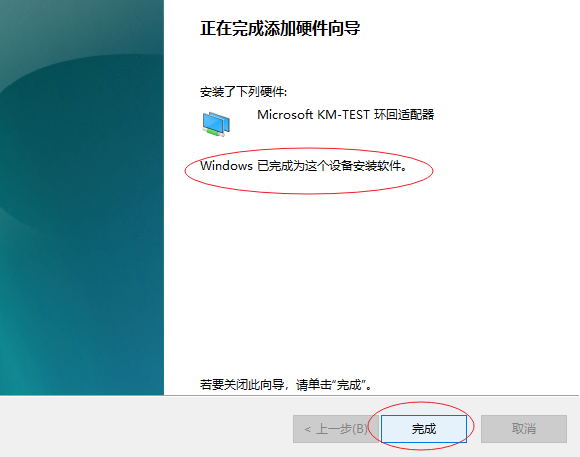 正在完成添加硬件向导
安装了下列硬件:
Microsoft KM-TEST 环回适配器
Windows 已完成为这个设备安装软件。
若要关闭此向导，请单击“完成”。
< 上一步(B)
完成
取消